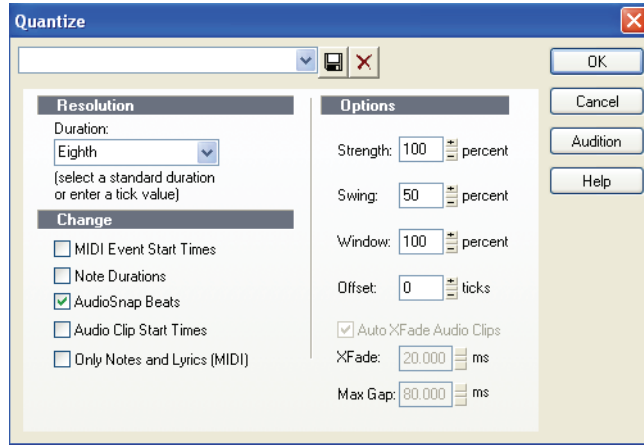 Quantize
OK
Cancel
Audition
Help
Resolution
Duration:
Eighth
(select a standard duration
or enter a tick value)
Change
MIDI Event Start Times
Note Durations
AudioSnap Beats
Audio Clip Start Times
Only Notes and Lyrics (MIDI)
Options
Strength: 100 percent
Swing: 50 percent
Window: 100 percent
Offset: 0 ticks
Auto XFade Audio Clips
XFade: 20.000 ms
Max Gap: 80.000 ms